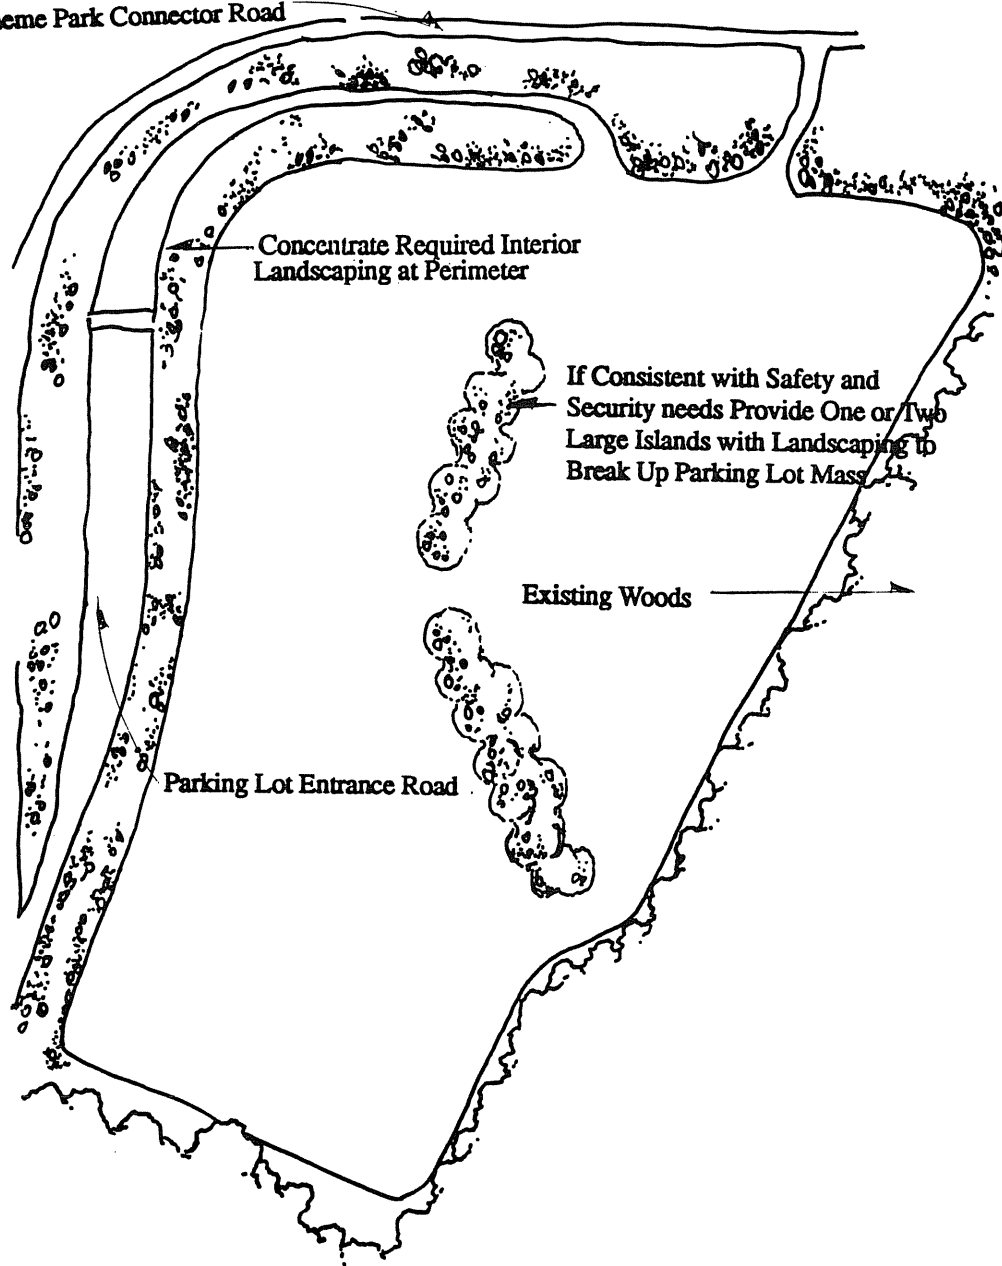 eme Park Connector Road
Concentrate Required Interior
Landscaping at Perimeter
If Consistent with Safety and
Security needs Provide One or Two
Large Islands with Landscaping to
Break Up Parking Lot Mass
Existing Woods
Parking Lot Entrance Road